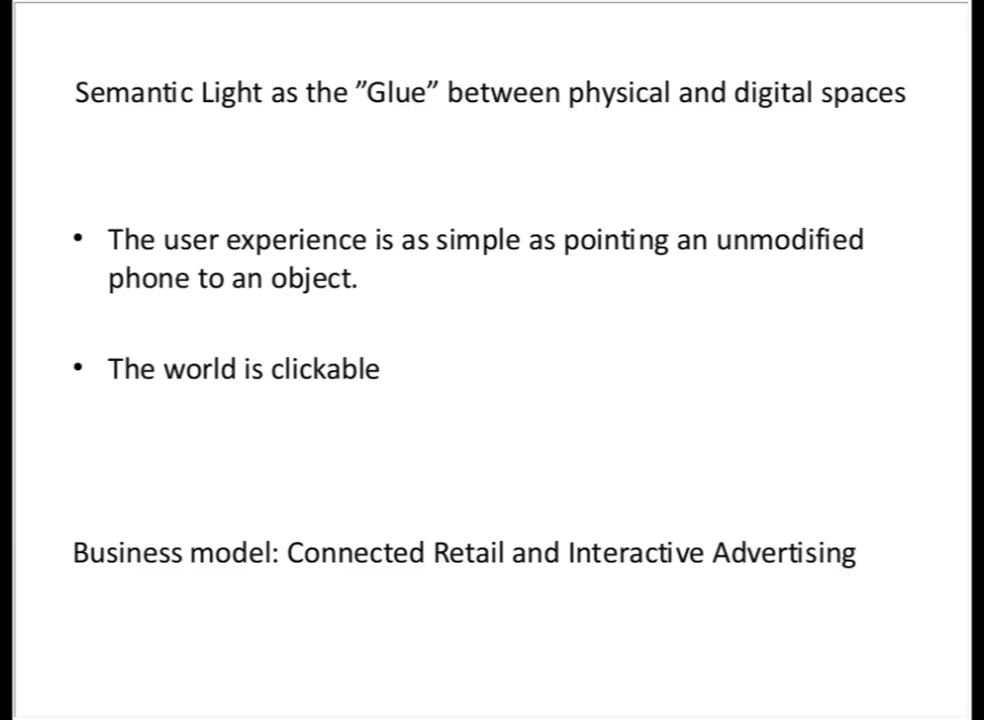 Semantic Light as the ”Glue” between physical and digital spaces
• The user experience is as simple as pointing an unmodified
phone to an object.
• The world is clickable
Business model: Connected Retail and Interactive Advertising